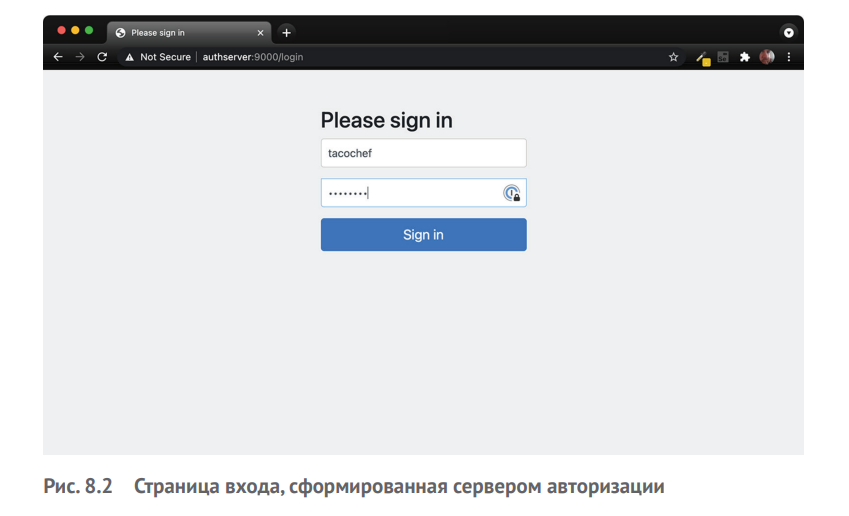 Please sign in
Not Secure | authserver:9000/login
Please sign in
tacochef
••••••••
Sign in
Рис. 8.2 Страница входа, сформированная сервером авторизации